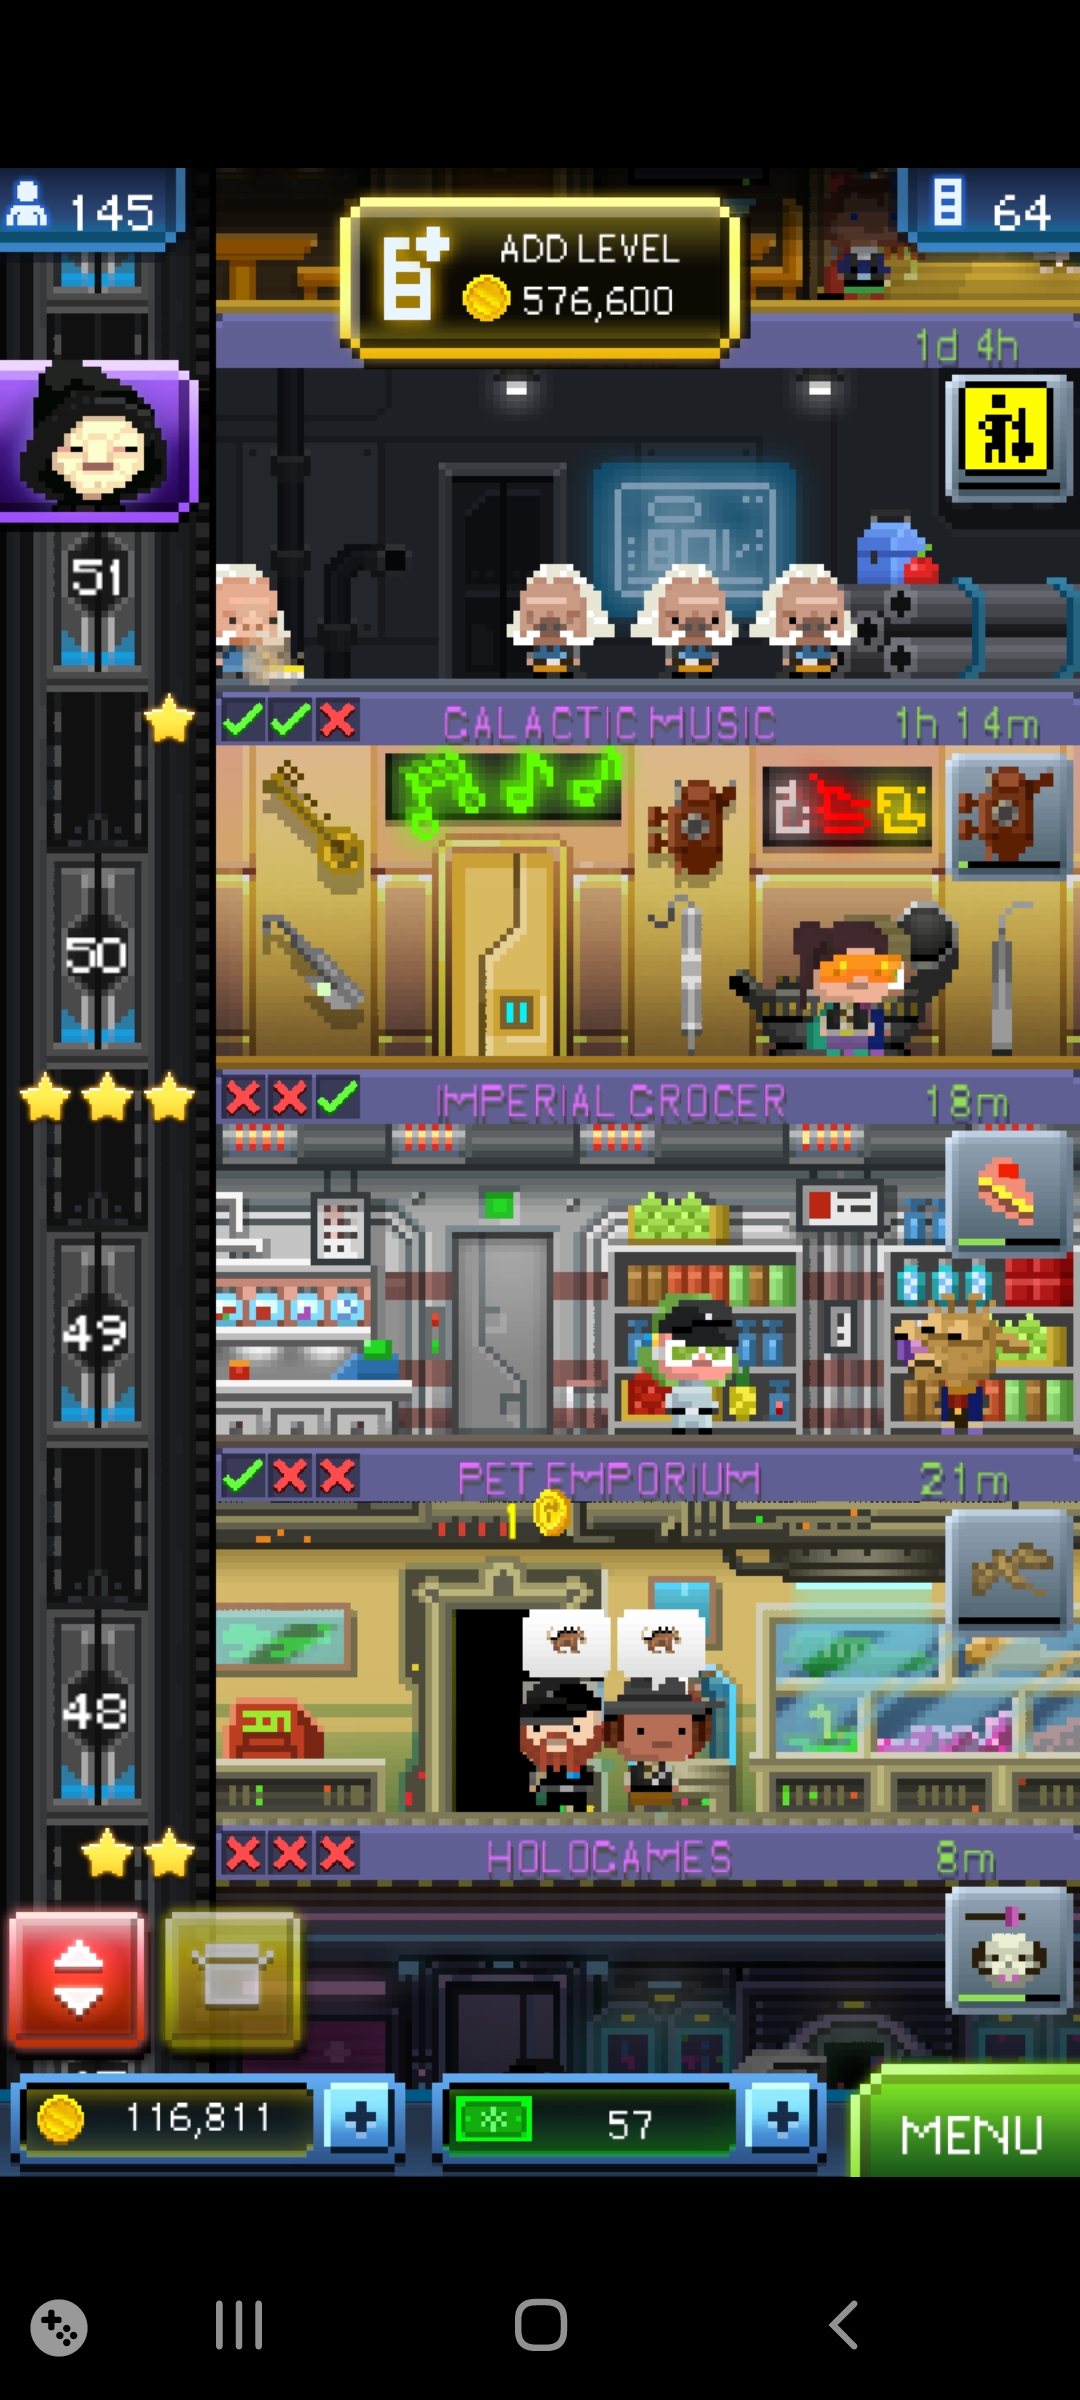 145
ADD LEVEL
576,600
64
1d 4h
51
GALACTIC MUSIC
1h 14m
50
IMPERIAL GROCER
18m
49
PET EMPORIUM
21m
1
48
HOLOGAMES
8m
116,811
57
MENU